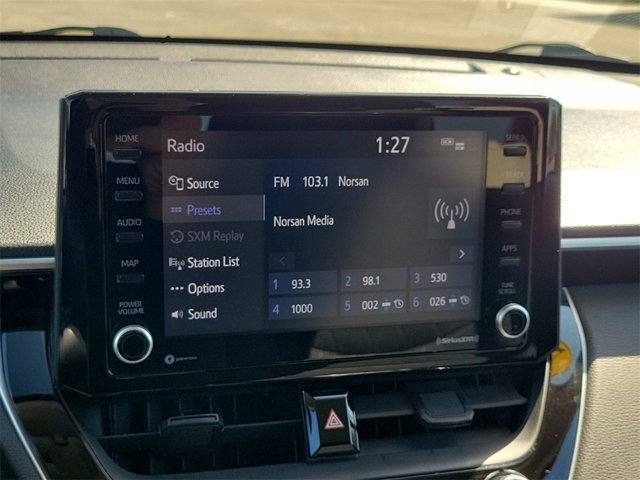 HOME
MENU
AUDIO
MAP
POWER
VOLUME
Radio
1:27
Source
Presets
SXM Replay
Station List
Options
Sound
FM 103.1 Norsan
Norsan Media
1 93.3
2 98.1
3 530
4 1000
5 002
6 026
SEEK >
< TRACK
PHONE
APPS
TUNE
SCROLL
SiriusXM
gracenote